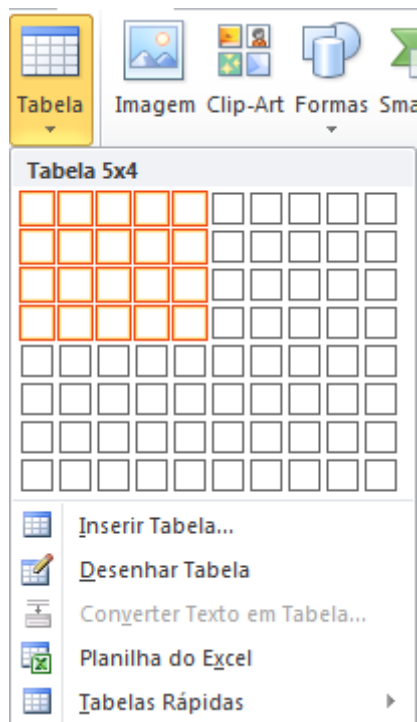 Tabela Imagem Clip-Art Formas Sma
Tabela 5x4
Inserir Tabela...
Desenhar Tabela
Converter Texto em Tabela...
Planilha do Excel
Tabelas Rápidas